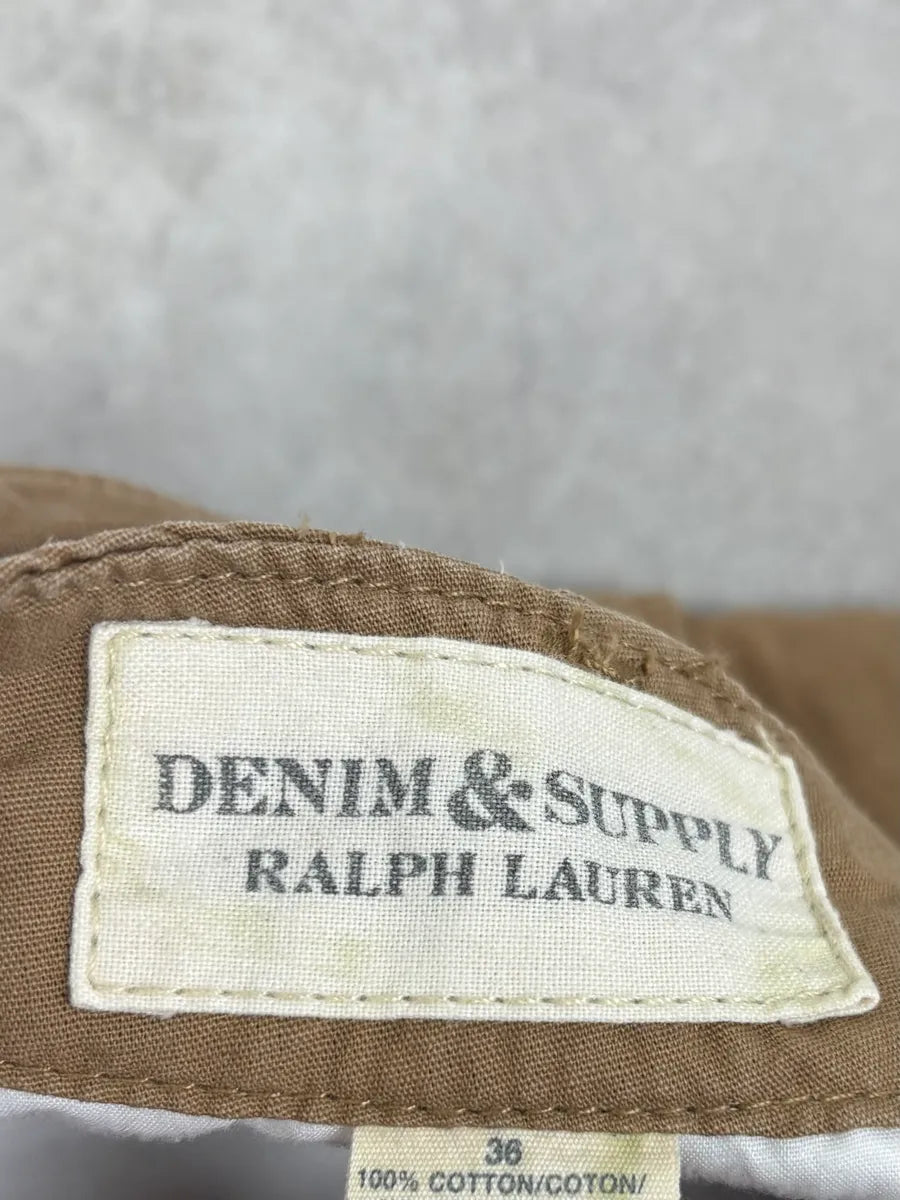 DENIM & SUPPLY
RALPH LAUREN
36
100% COTTON/COTON/